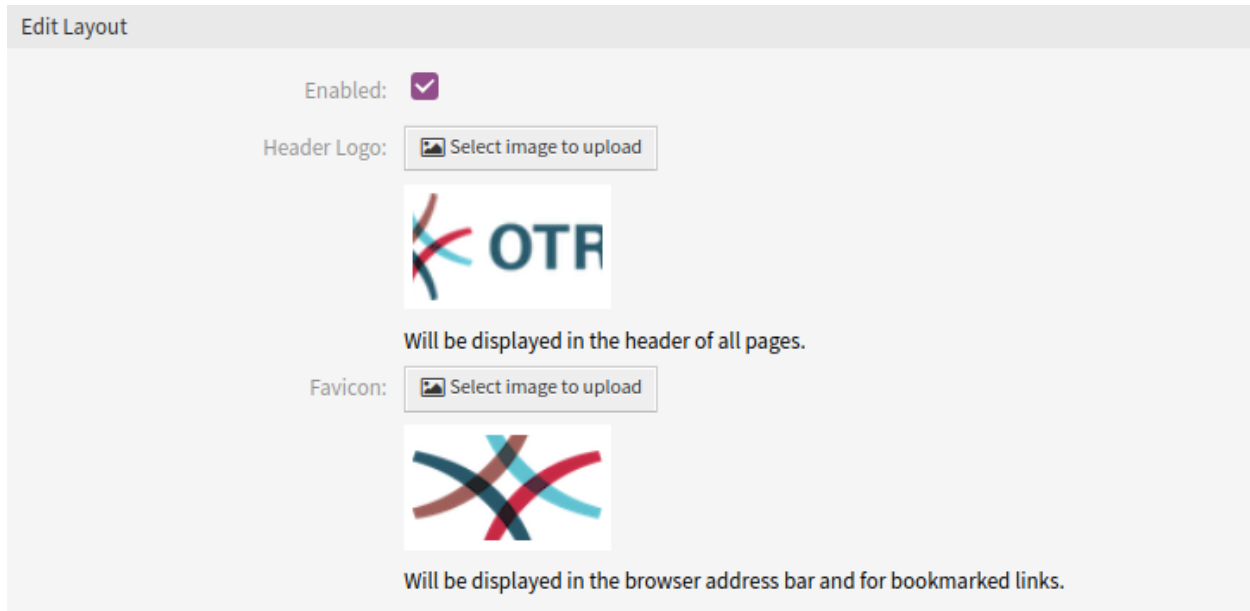 Edit Layout
Enabled:
Header Logo: Select image to upload
OTR
Will be displayed in the header of all pages.
Favicon: Select image to upload
Will be displayed in the browser address bar and for bookmarked links.